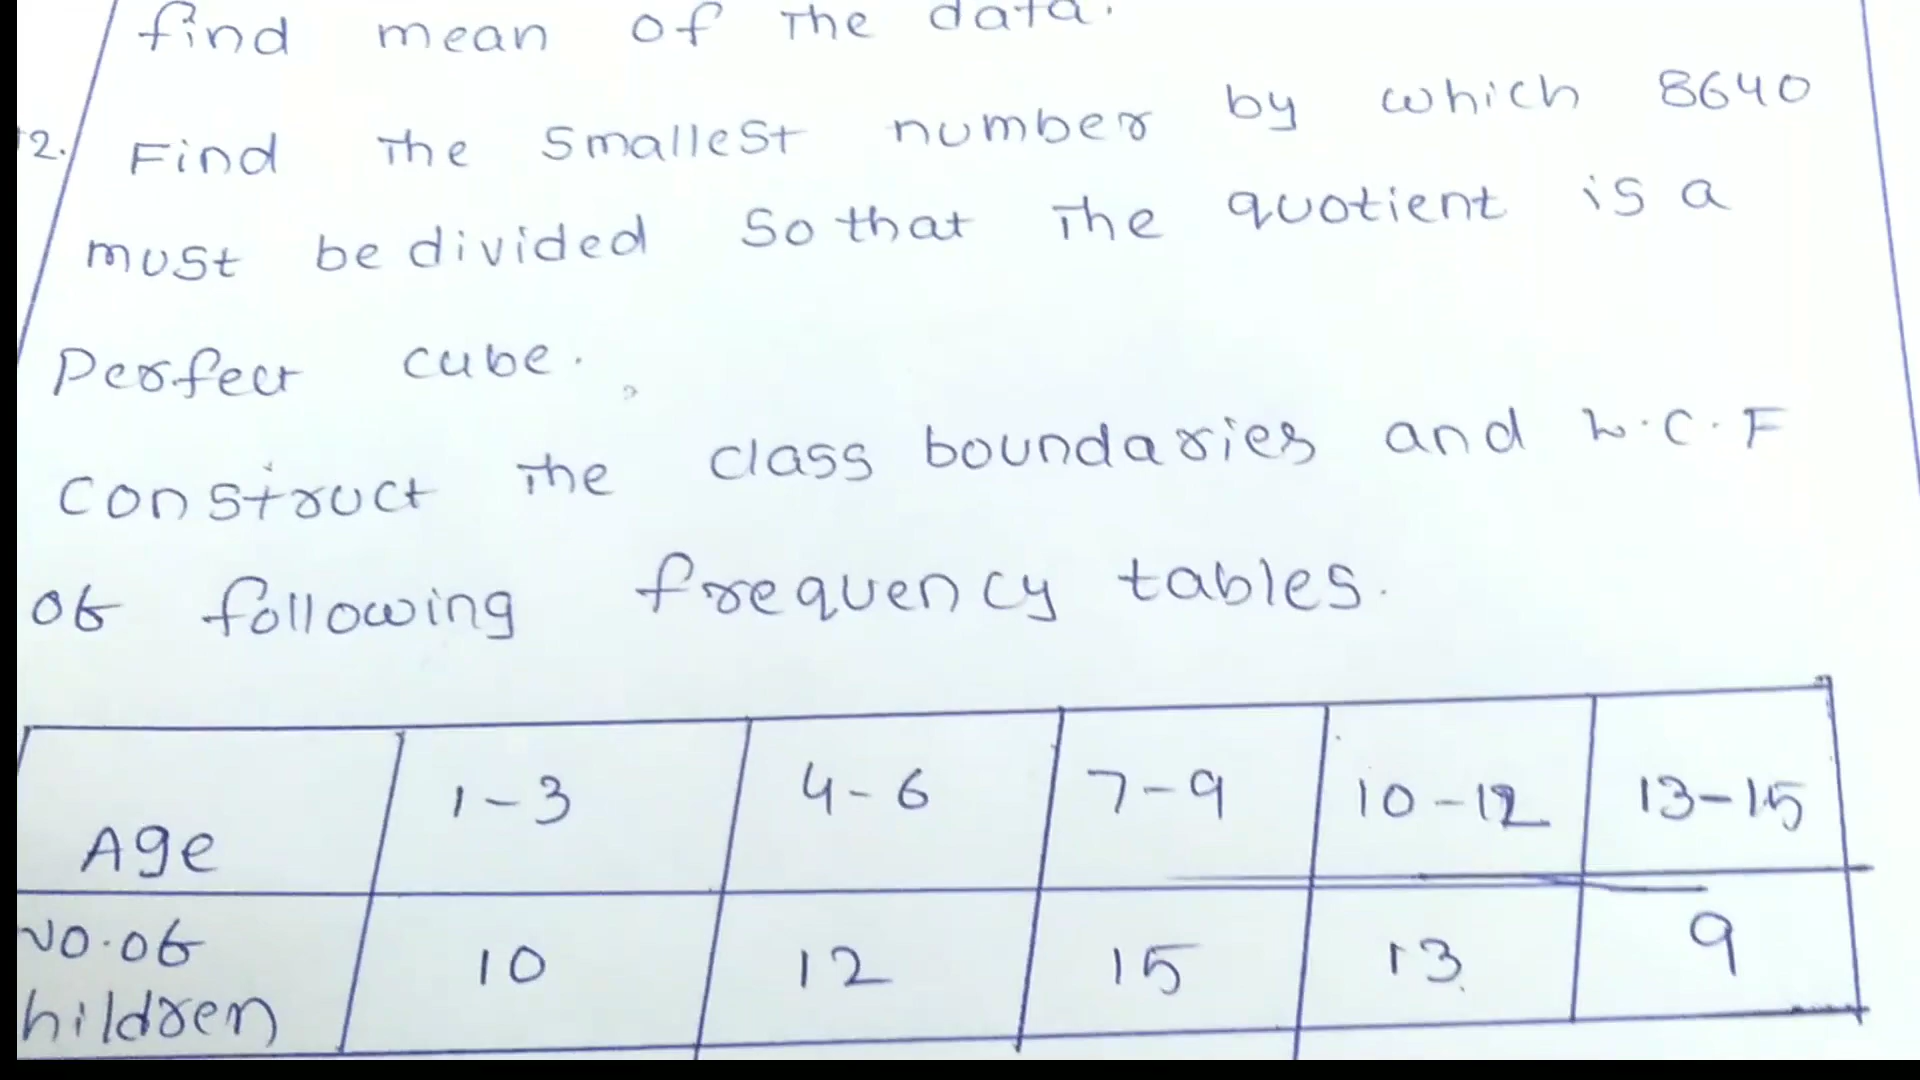 find mean of the data.
12. Find the smallest number by which 8640
must be divided so that the quotient is a
Perfect cube.
Construct the class boundaries and L.C.F
of following frequency tables.
Age 1-3 4-6 7-9 10-12 13-15
No.of hildren 10 12 15 13 9